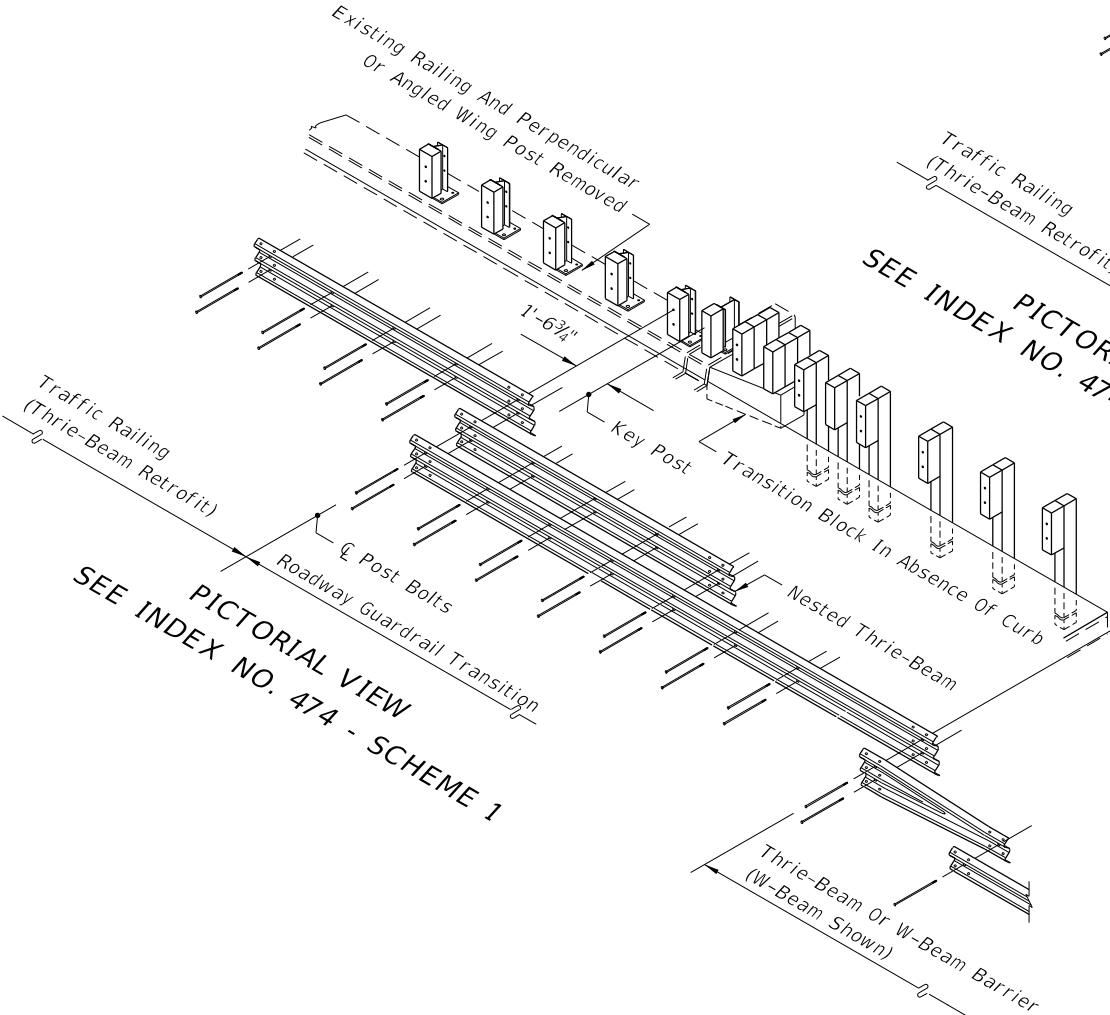 Existing Railing And Perpendicular
Or Angled Wing Post Removed
Traffic Railing
(Thrie-Beam Retrofit)
SEE INDEX NO. 47
1'-6¾"
Key Post
Transition Block In Absence Of Curb
Traffic Railing
(Thrie-Beam Retrofit)
℄ Post Bolts
Roadway Guardrail Transition
Nested Thrie-Beam
PICTORIAL VIEW
SEE INDEX NO. 474 - SCHEME 1
Thrie-Beam Or W-Beam Barrier
(W-Beam Shown)